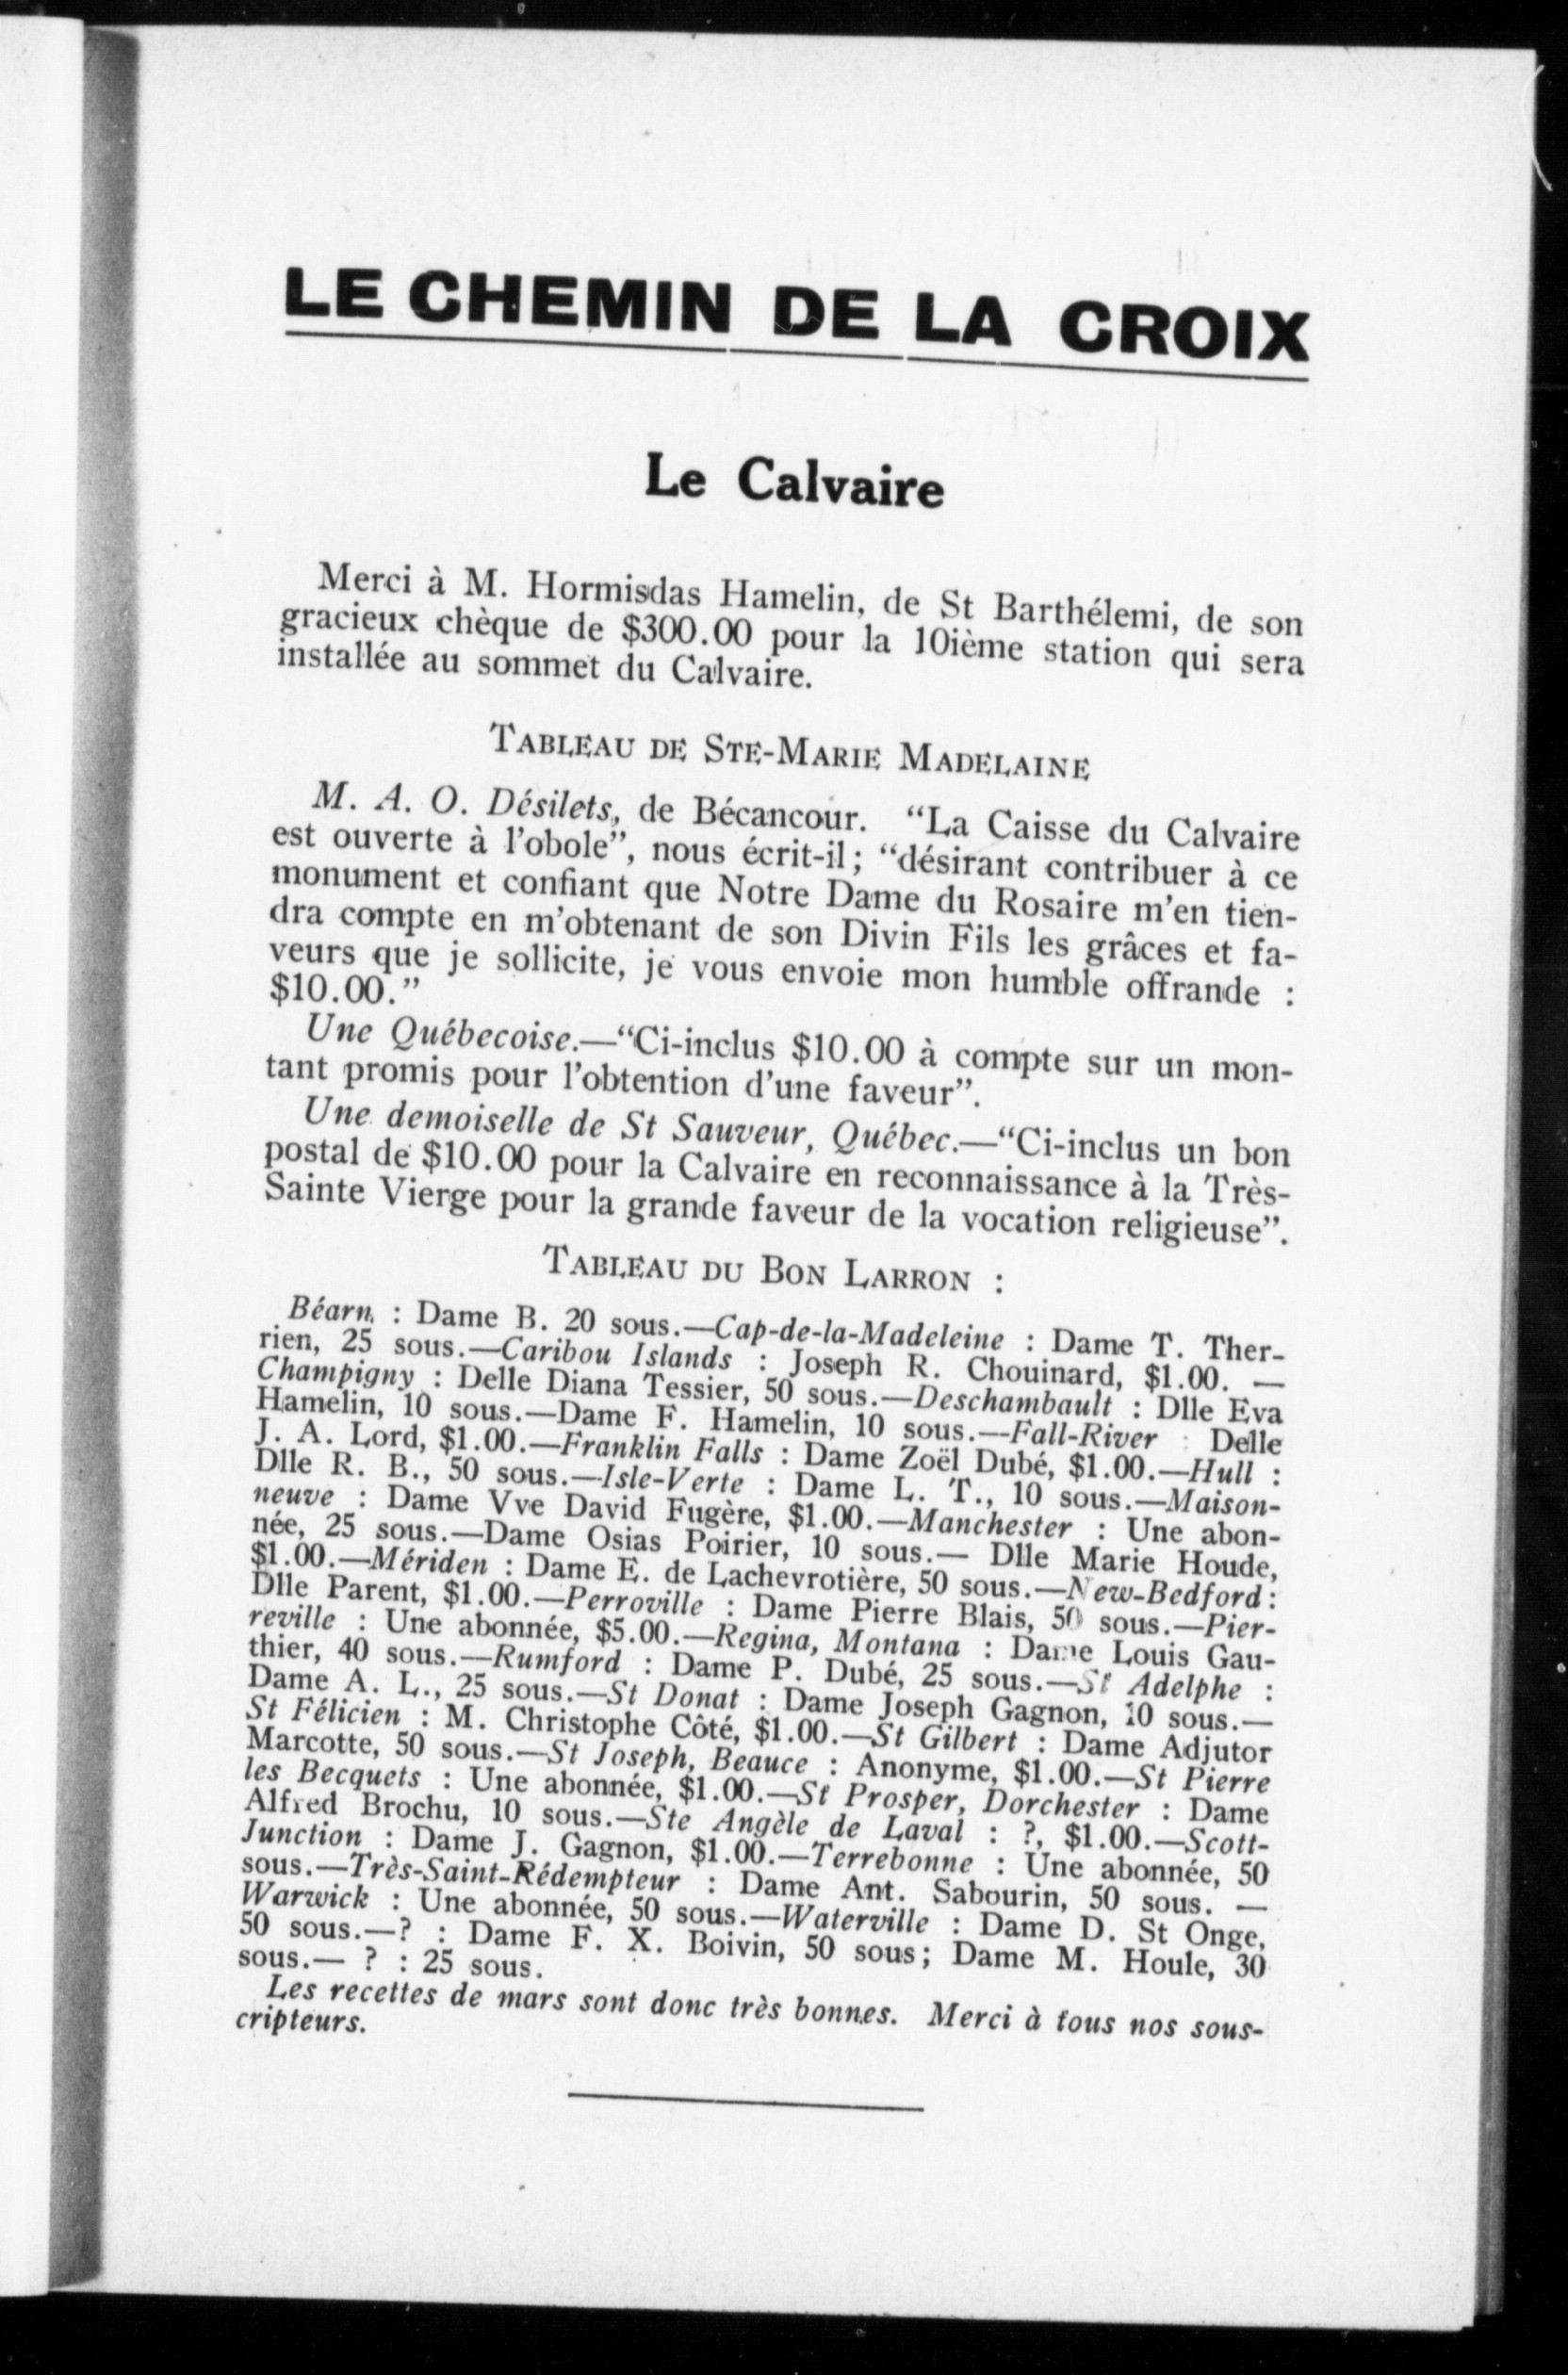 LE CHEMIN DE LA CROIX
Le Calvaire
Merci à M. Hormisdas Hamelin, de St Barthélemi, de son
gracieux chèque de $300.00 pour la 10ième station qui sera
installée au sommet du Calvaire.
TABLEAU DE STE-MARIE MADELAINE
M. A. O. Désilets, de Bécancour. “La Caisse du Calvaire
est ouverte à l’obole”, nous écrit-il; “désirant contribuer à ce
monument et confiant que Notre Dame du Rosaire m’en tien-
dra compte en m’obtenant de son Divin Fils les grâces et fa-
veurs que je sollicite, je vous envoie mon humble offrande :
$10.00.”
Une Québecoise.—“Ci-inclus $10.00 à compte sur un mon-
tant promis pour l’obtention d’une faveur”.
Une demoiselle de St Sauveur, Québec.—“Ci-inclus un bon
postal de $10.00 pour la Calvaire en reconnaissance à la Très-
Sainte Vierge pour la grande faveur de la vocation religieuse”.
TABLEAU DU BON LARRON :
Béarn : Dame B. 20 sous.—Cap-de-la-Madeleine : Dame T. Ther-
rien, 25 sous.—Caribou Islands : Joseph R. Chouinard, $1.00. —
Champigny : Delle Diana Tessier, 50 sous.—Deschambault : Dlle Eva
Hamelin, 10 sous.—Dame F. Hamelin, 10 sous.—Fall-River : Delle
J. A. Lord, $1.00.—Franklin Falls : Dame Zoël Dubé, $1.00.—Hull :
Dlle R. B., 50 sous.—Isle-Verte : Dame L. T., 10 sous.—Maison-
neuve : Dame Vve David Fugère, $1.00.—Manchester : Une abon-
née, 25 sous.—Dame Osias Poirier, 10 sous.— Dlle Marie Houde,
$1.00.—Mériden : Dame E. de Lachevrotière, 50 sous.—New-Bedford :
Dlle Parent, $1.00.—Perroville : Dame Pierre Blais, 50 sous.—Pier-
reville : Une abonnée, $5.00.—Regina, Montana : Dame Louis Gau-
thier, 40 sous.—Rumford : Dame P. Dubé, 25 sous.—St Adelphe :
Dame A. L., 25 sous.—St Donat : Dame Joseph Gagnon, 10 sous.—
St Félicien : M. Christophe Côté, $1.00.—St Gilbert : Dame Adjutor
Marcotte, 50 sous.—St Joseph, Beauce : Anonyme, $1.00.—St Pierre
les Becquets : Une abonnée, $1.00.—St Prosper, Dorchester : Dame
Alfred Brochu, 10 sous.—Ste Angèle de Laval : ?, $1.00.—Scott-
Junction : Dame J. Gagnon, $1.00.—Terrebonne : Une abonnée, 50
sous.—Très-Saint-Rédempteur : Dame Ant. Sabourin, 50 sous. —
Warwick : Une abonnée, 50 sous.—Waterville : Dame D. St Onge,
50 sous.—? : Dame F. X. Boivin, 50 sous; Dame M. Houle, 30
sous.— ? : 25 sous.
Les recettes de mars sont donc très bonnes. Merci à tous nos sous-
cripteurs.